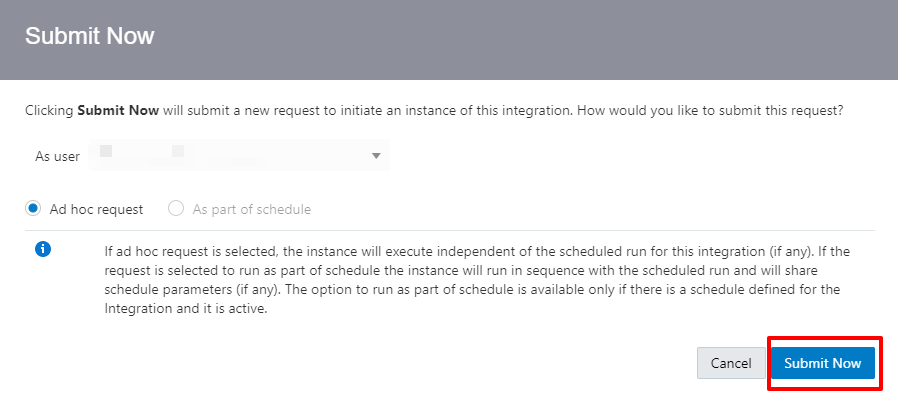 Submit Now
Clicking Submit Now will submit a new request to initiate an instance of this integration. How would you like to submit this request?
As user
Ad hoc request As part of schedule
If ad hoc request is selected, the instance will execute independent of the scheduled run for this integration (if any). If the
request is selected to run as part of schedule the instance will run in sequence with the scheduled run and will share
schedule parameters (if any). The option to run as part of schedule is available only if there is a schedule defined for the
Integration and it is active.
Cancel Submit Now